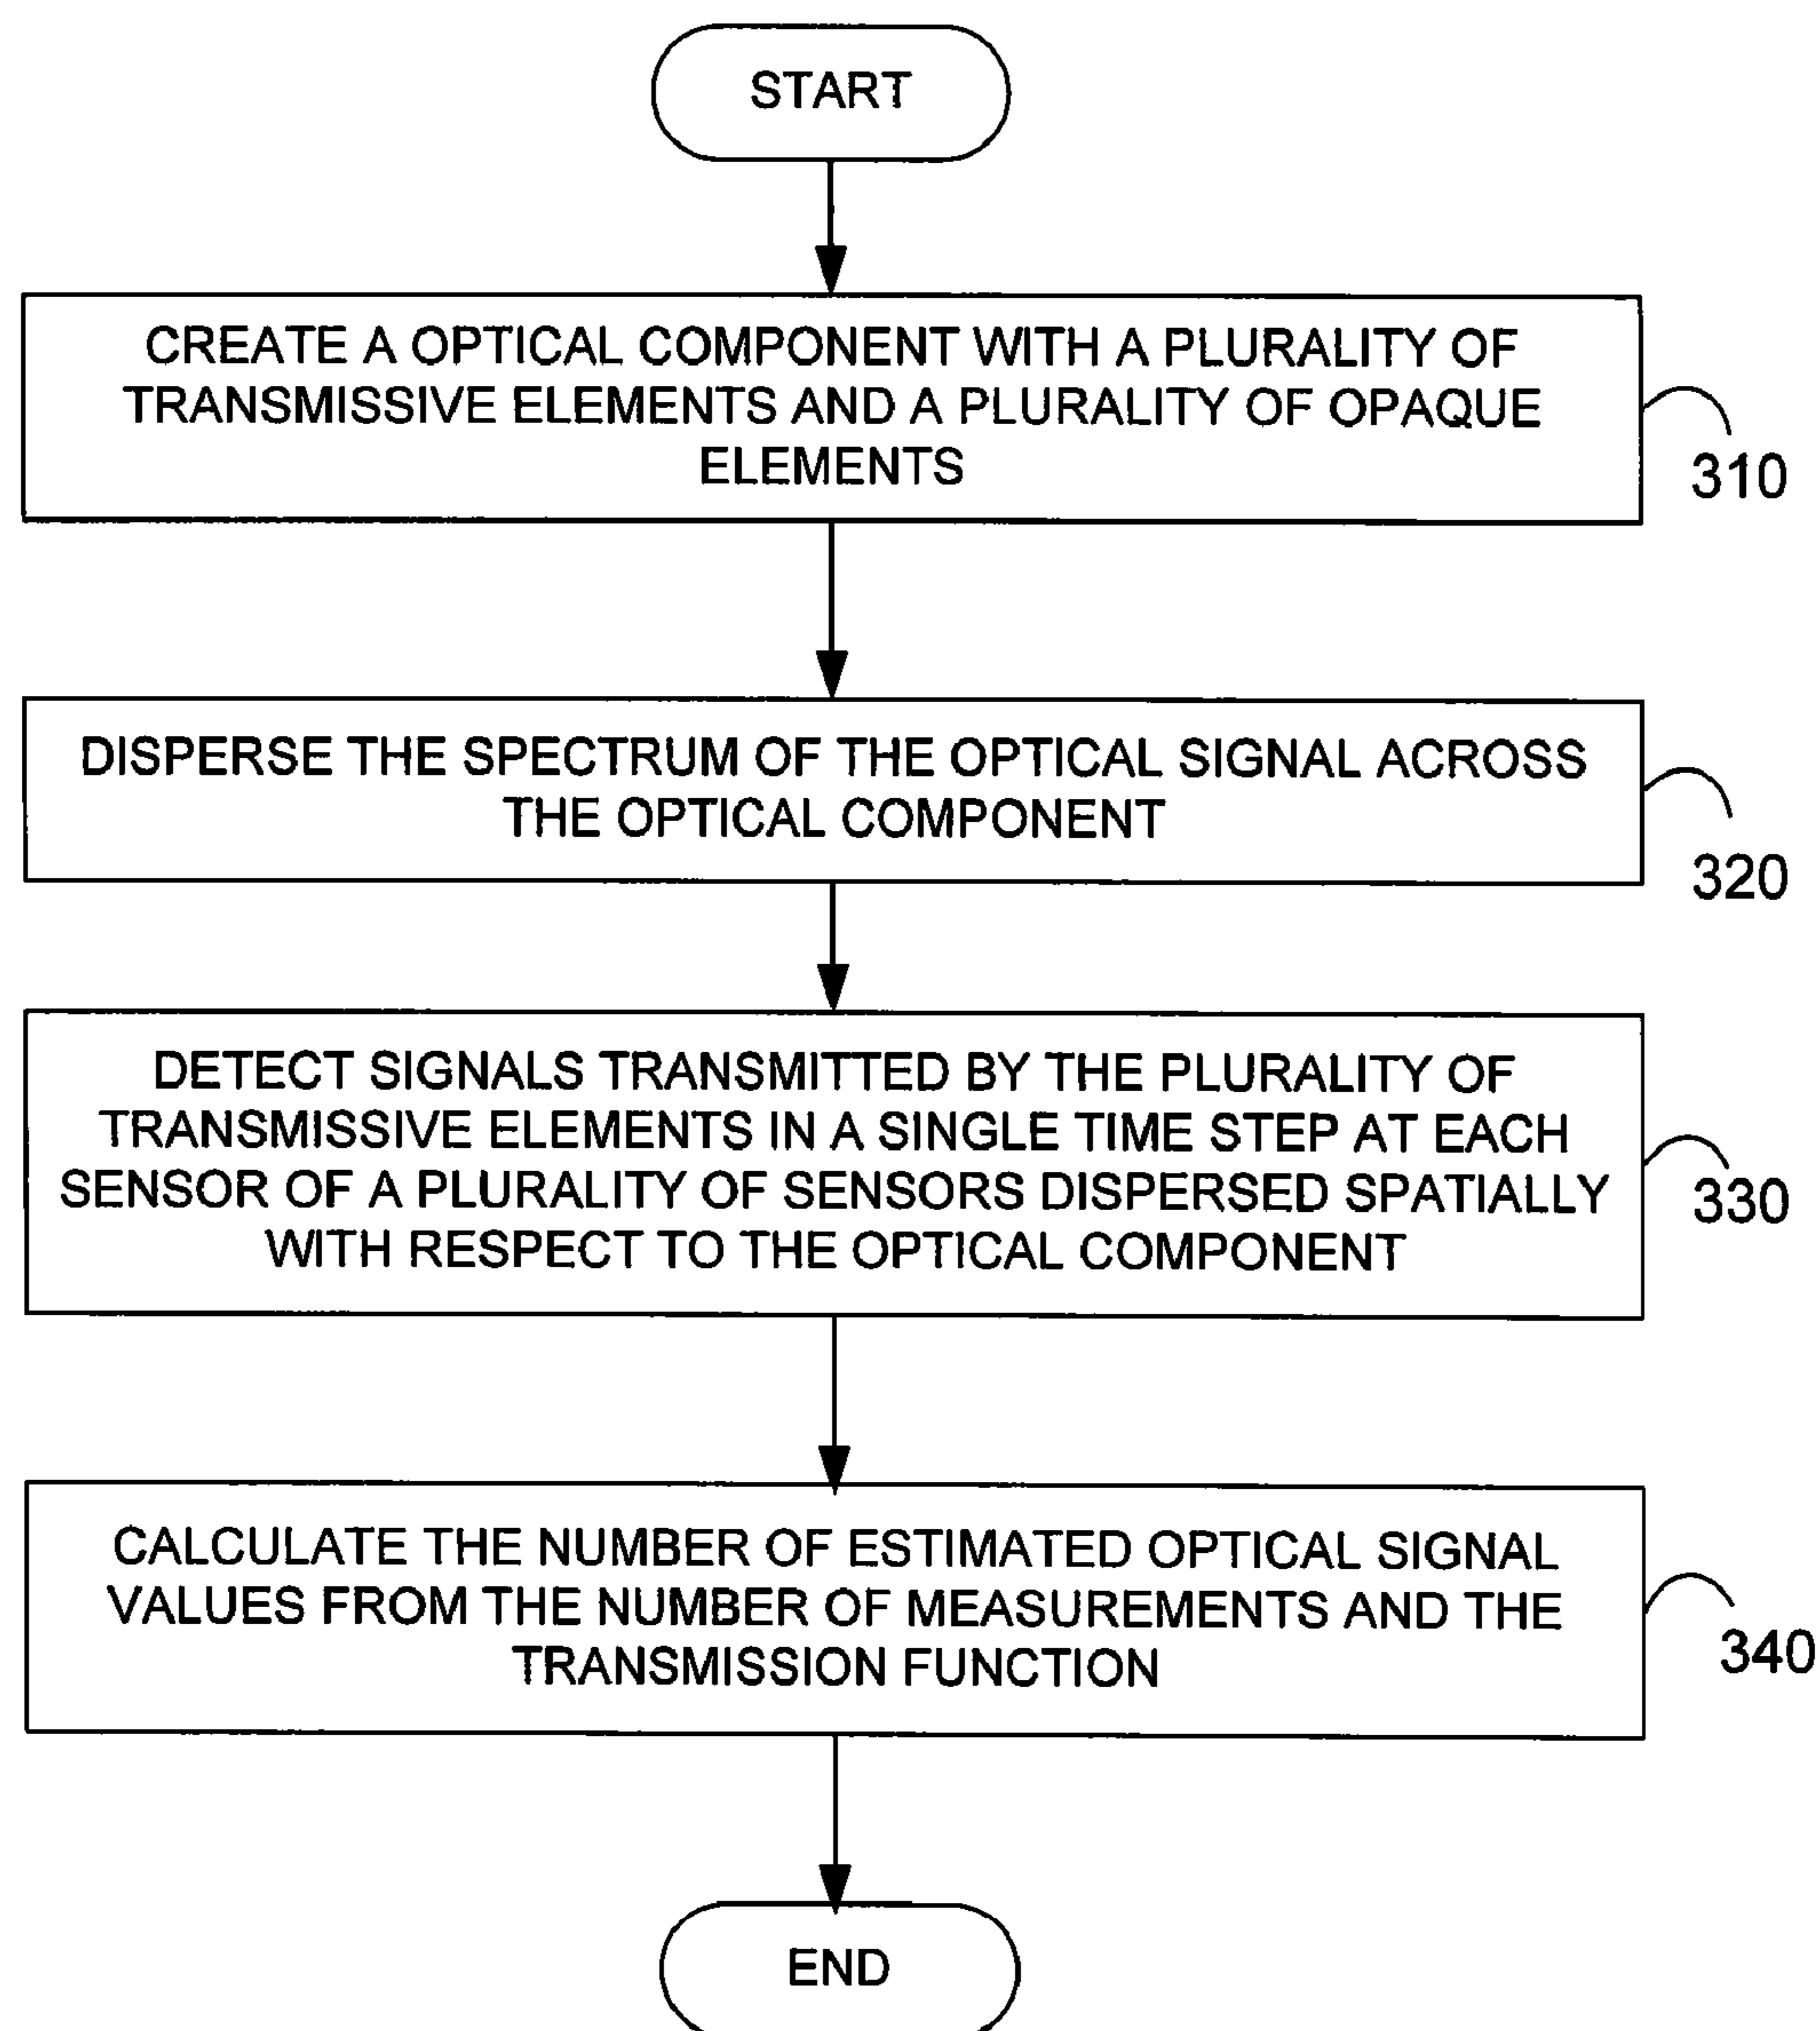 START
CREATE A OPTICAL COMPONENT WITH A PLURALITY OF
TRANSMISSIVE ELEMENTS AND A PLURALITY OF OPAQUE
ELEMENTS
310
DISPERSE THE SPECTRUM OF THE OPTICAL SIGNAL ACROSS
THE OPTICAL COMPONENT
320
DETECT SIGNALS TRANSMITTED BY THE PLURALITY OF
TRANSMISSIVE ELEMENTS IN A SINGLE TIME STEP AT EACH
SENSOR OF A PLURALITY OF SENSORS DISPERSED SPATIALLY
WITH RESPECT TO THE OPTICAL COMPONENT
330
CALCULATE THE NUMBER OF ESTIMATED OPTICAL SIGNAL
VALUES FROM THE NUMBER OF MEASUREMENTS AND THE
TRANSMISSION FUNCTION
340
END